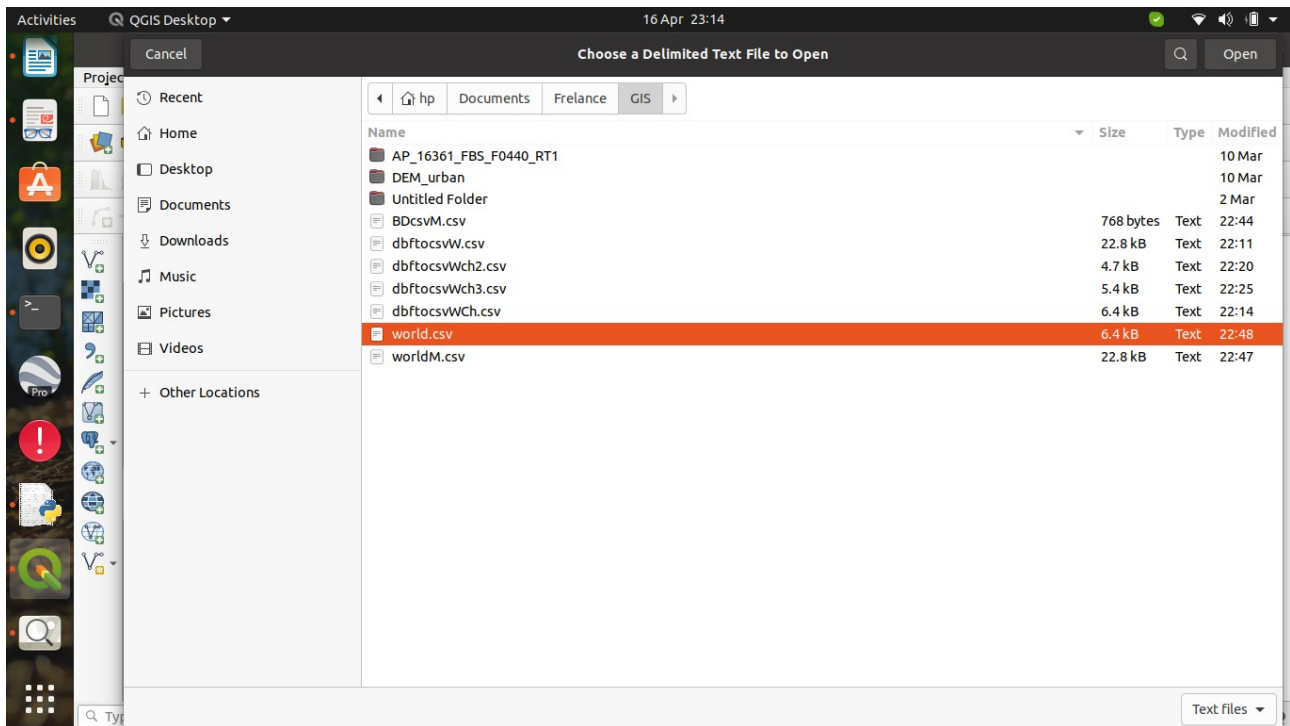 Activities QGIS Desktop 16 Apr 23:14
Cancel Choose a Delimited Text File to Open Open
Projec
Recent
Home
Desktop
Documents
Downloads
Music
Pictures
Videos
+ Other Locations
hp Documents Frelance GIS
Name Size Type Modified
AP_16361_FBS_F0440_RT1 10 Mar
DEM_urban 10 Mar
Untitled Folder 2 Mar
BDcsvM.csv 768 bytes Text 22:44
dbftocsvW.csv 22.8 kB Text 22:11
dbftocsvWch2.csv 4.7 kB Text 22:20
dbftocsvWch3.csv 5.4 kB Text 22:25
dbftocsvWCh.csv 6.4 kB Text 22:14
world.csv 6.4 kB Text 22:48
worldM.csv 22.8 kB Text 22:47
Pro
Typ
Text files